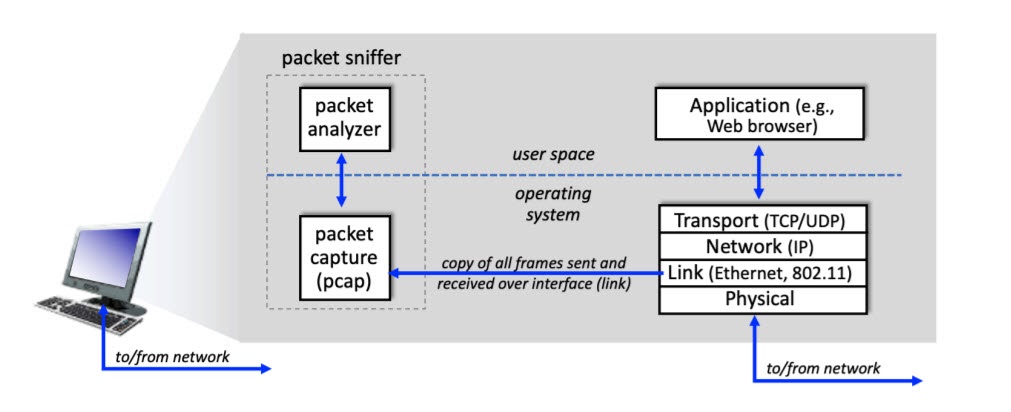 packet sniffer
packet
analyzer
Application (e.g.,
Web browser)
user space
operating
system
packet
capture
(pcap)
copy of all frames sent and
received over interface (link)
Transport (TCP/UDP)
Network (IP)
Link (Ethernet, 802.11)
Physical
to/from network
to/from network